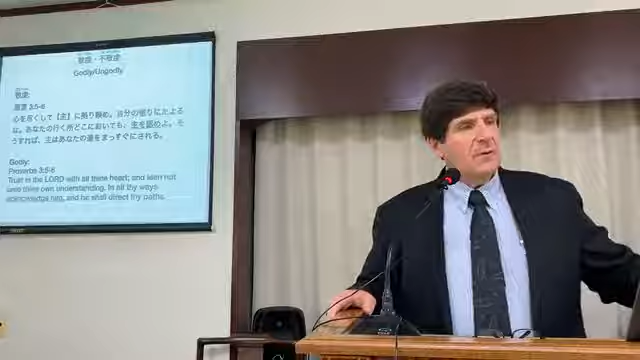 敬虔・不敬虔
Godly/Ungodly
敬虔:
箴言 3:5-6
心を尽くして【主】に拠り頼め。自分の悟りにたよる
な。あなたの行く所どこにおいても、主を認めよ。そ
うすれば、主はあなたの道をまっすぐにされる。
Godly:
Proverbs 3:5-6
Trust in the LORD with all thine heart; and lean not
unto thine own understanding. In all thy ways
acknowledge him, and he shall direct thy paths.